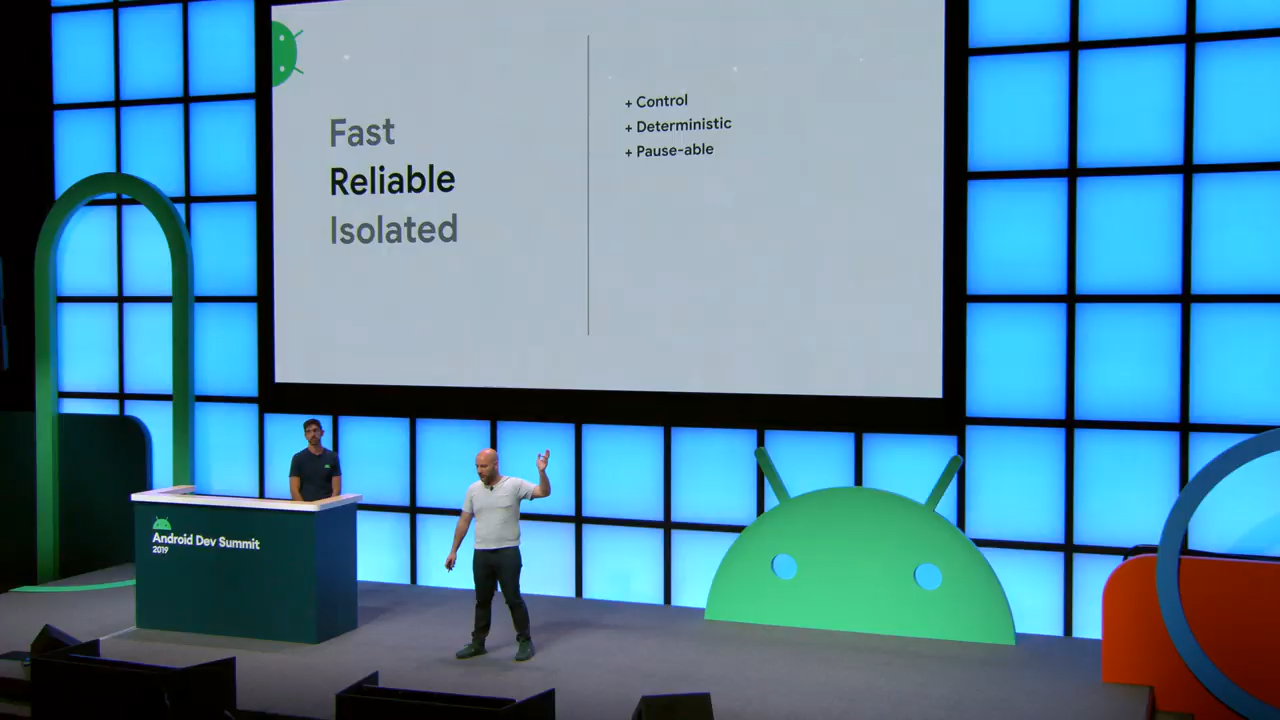 Fast
Reliable
Isolated
+ Control
+ Deterministic
+ Pause-able
Android Dev Summit
2019